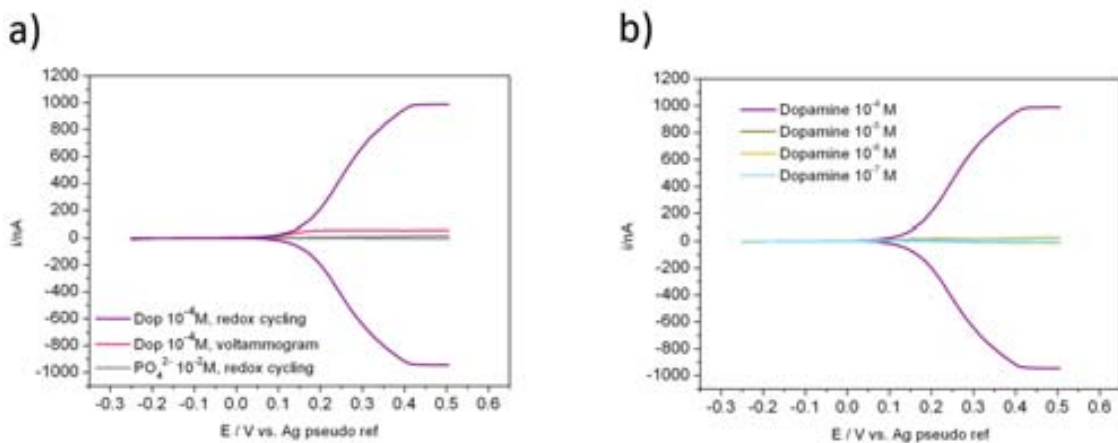 a)
1200
1000
800
600
400
200
0
-200
-400
-600
-800
-1000
i/nA
Dop 10⁻⁴M, redox cycling
Dop 10⁻⁴M, voltammogram
PO₄²⁻ 10⁻²M, redox cycling
-0.3 -0.2 -0.1 0.0 0.1 0.2 0.3 0.4 0.5 0.6
E / V vs. Ag pseudo ref
b)
1200
1000
800
600
400
200
0
-200
-400
-600
-800
-1000
i/nA
Dopamine 10⁻⁴ M
Dopamine 10⁻⁵ M
Dopamine 10⁻⁶ M
Dopamine 10⁻⁷ M
-0.3 -0.2 -0.1 0.0 0.1 0.2 0.3 0.4 0.5 0.6
E / V vs. Ag pseudo ref